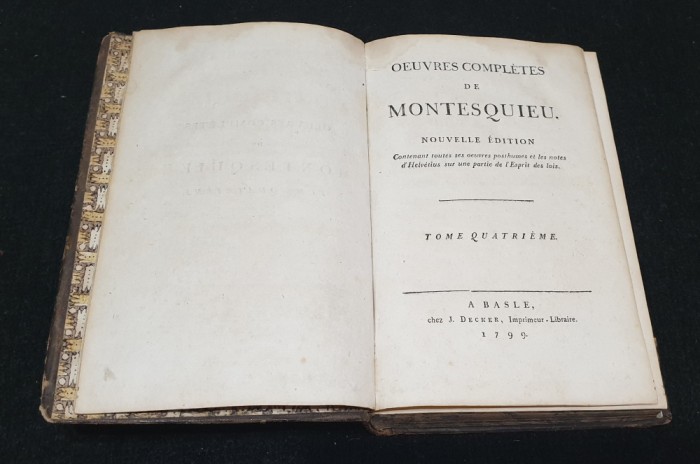 OEUVRES COMPLÈTES
DE
MONTESQUIEU.
NOUVELLE ÉDITION
Contenant toutes ses oeuvres posthumes et les notes
d'Helvétius sur une partie de l'Esprit des loix.
TOME QUATRIÈME.
A BASLE,
chez J. DECKER, Imprimeur-Libraire.
1799.